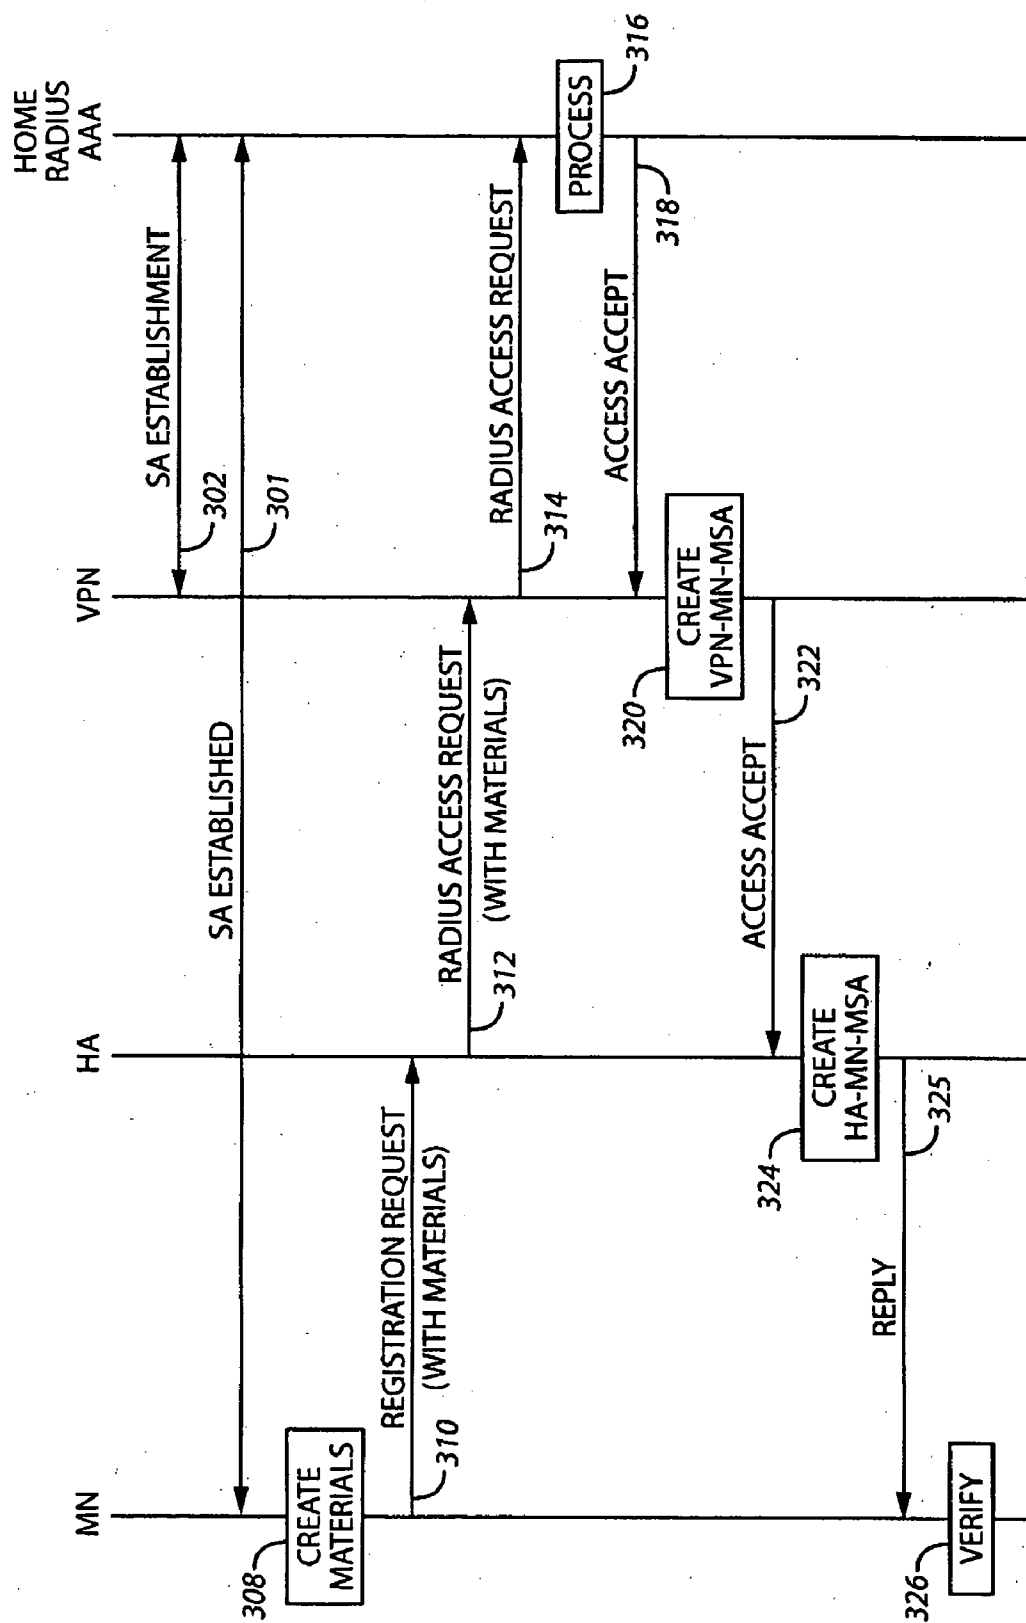 MN
HA
VPN
HOME
RADIUS
AAA
SA ESTABLISHMENT
302
SA ESTABLISHED
301
308
CREATE
MATERIALS
REGISTRATION REQUEST
(WITH MATERIALS)
310
RADIUS ACCESS REQUEST
(WITH MATERIALS)
312
RADIUS ACCESS REQUEST
314
PROCESS
316
ACCESS ACCEPT
318
320
CREATE
VPN-MN-MSA
ACCESS ACCEPT
322
324
CREATE
HA-MN-MSA
325
REPLY
326
VERIFY